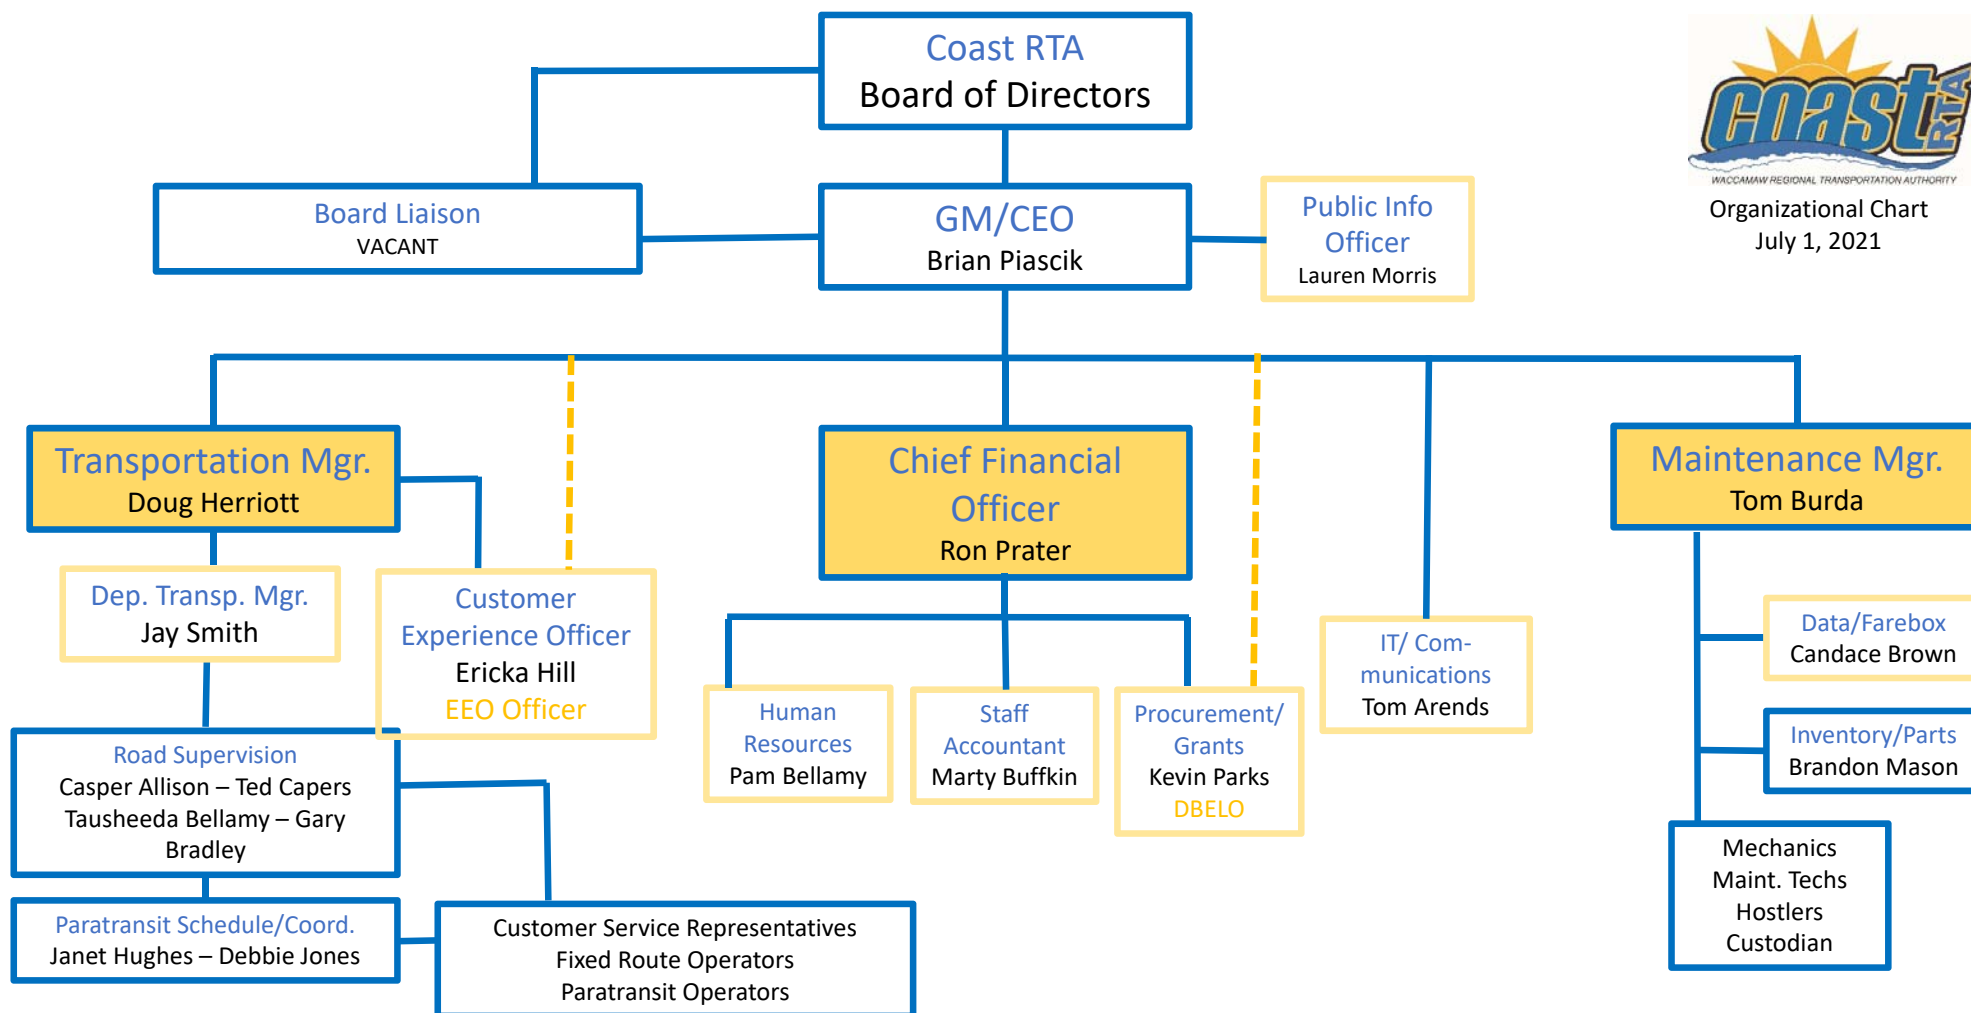 Coast RTA
Board of Directors
coast RTA
WACCAMAW REGIONAL TRANSPORTATION AUTHORITY
Organizational Chart
July 1, 2021
Board Liaison
VACANT
GM/CEO
Brian Piascik
Public Info
Officer
Lauren Morris
Transportation Mgr.
Doug Herriott
Chief Financial
Officer
Ron Prater
Maintenance Mgr.
Tom Burda
Dep. Transp. Mgr.
Jay Smith
Customer
Experience Officer
Ericka Hill
EEO Officer
Human
Resources
Pam Bellamy
Staff
Accountant
Marty Buffkin
Procurement/
Grants
Kevin Parks
DBELO
IT/ Com-
munications
Tom Arends
Data/Farebox
Candace Brown
Inventory/Parts
Brandon Mason
Road Supervision
Casper Allison – Ted Capers
Tausheeda Bellamy – Gary
Bradley
Paratransit Schedule/Coord.
Janet Hughes – Debbie Jones
Customer Service Representatives
Fixed Route Operators
Paratransit Operators
Mechanics
Maint. Techs
Hostlers
Custodian